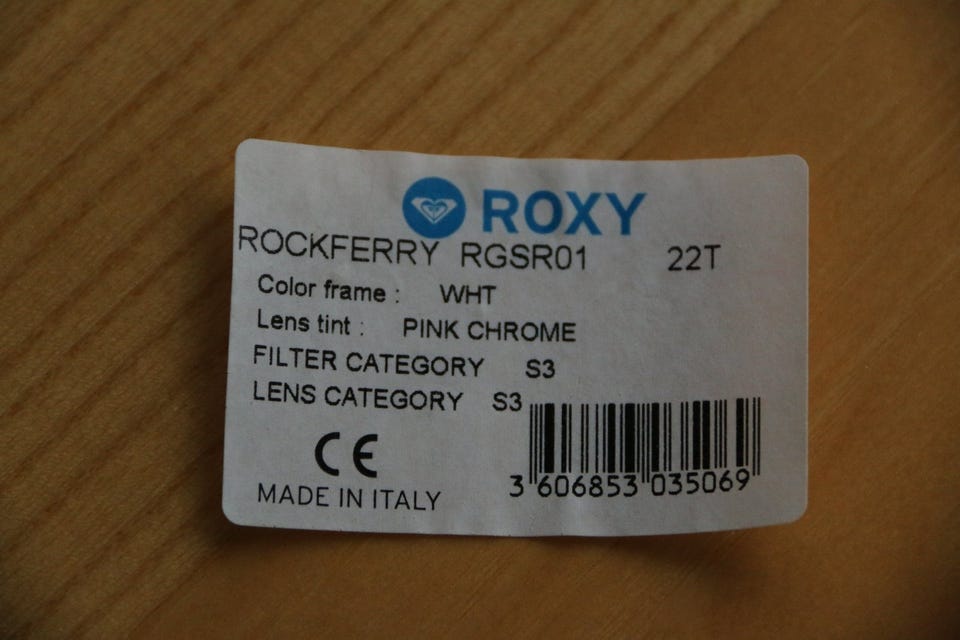 ROXY
ROCKFERRY RGSR01 22T
Color frame : WHT
Lens tint : PINK CHROME
FILTER CATEGORY S3
LENS CATEGORY S3
CE
MADE IN ITALY
3 606853 035069